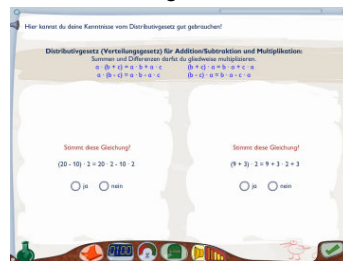 Hier kannst du deine Kenntnisse vom Distributivgesetz gut gebrauchen!
Distributivgesetz (Verteilungsgesetz) für Addition/Subtraktion und Multiplikation:
Summen und Differenzen darfst du gliedweise multiplizieren.
a · (b + c) = a · b + a · c (b + c) · a = b · a + c · a
a · (b - c) = a · b - a · c (b - c) · a = b · a - c · a
Stimmt diese Gleichung?
(20 - 10) · 2 = 20 · 2 - 10 · 2
ja nein
Stimmt diese Gleichung?
(9 + 3) · 2 = 9 + 3 · 2 + 3
ja nein